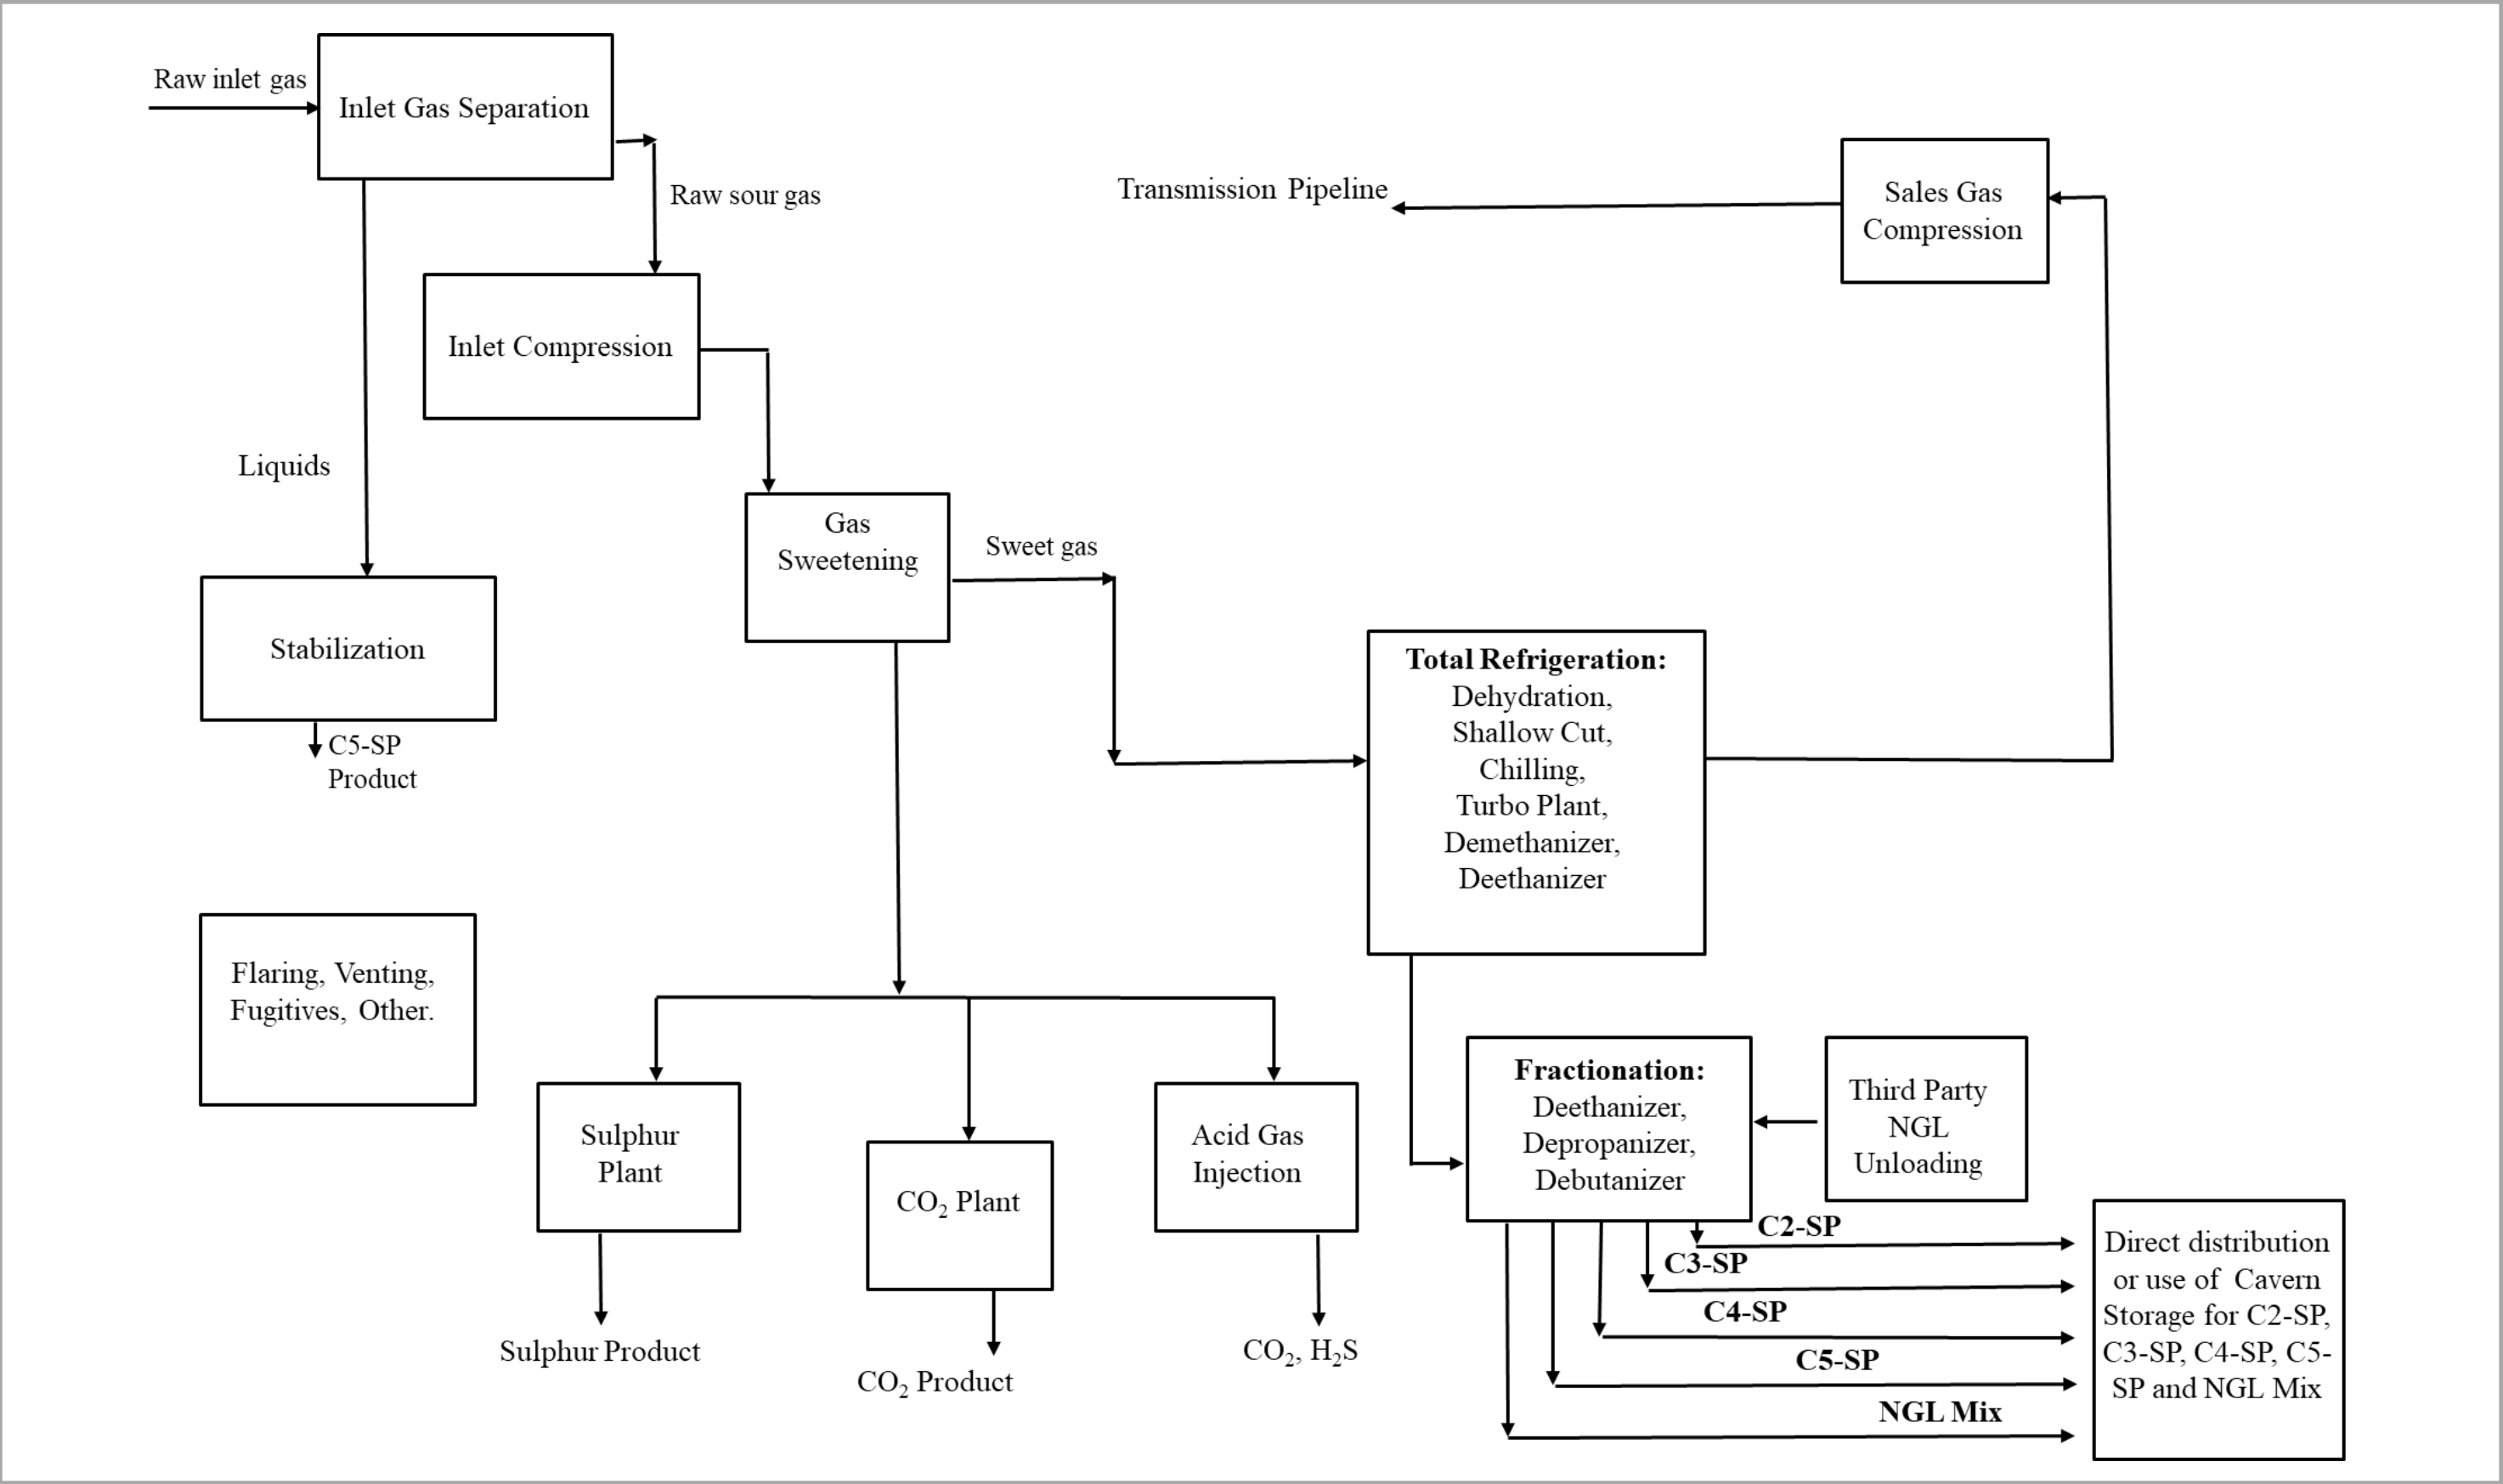 Raw inlet gas
Inlet Gas Separation
Raw sour gas
Transmission Pipeline
Sales Gas
Compression
Inlet Compression
Liquids
Gas
Sweetening
Sweet gas
Stabilization
C5-SP
Product
Total Refrigeration:
Dehydration,
Shallow Cut,
Chilling,
Turbo Plant,
Demethanizer,
Deethanizer
Flaring, Venting,
Fugitives, Other.
Sulphur
Plant
CO₂ Plant
Acid Gas
Injection
Fractionation:
Deethanizer,
Depropanizer,
Debutanizer
Third Party
NGL
Unloading
Sulphur Product
CO₂ Product
CO₂, H₂S
C2-SP
C3-SP
C4-SP
C5-SP
NGL Mix
Direct distribution
or use of Cavern
Storage for C2-SP,
C3-SP, C4-SP, C5-
SP and NGL Mix